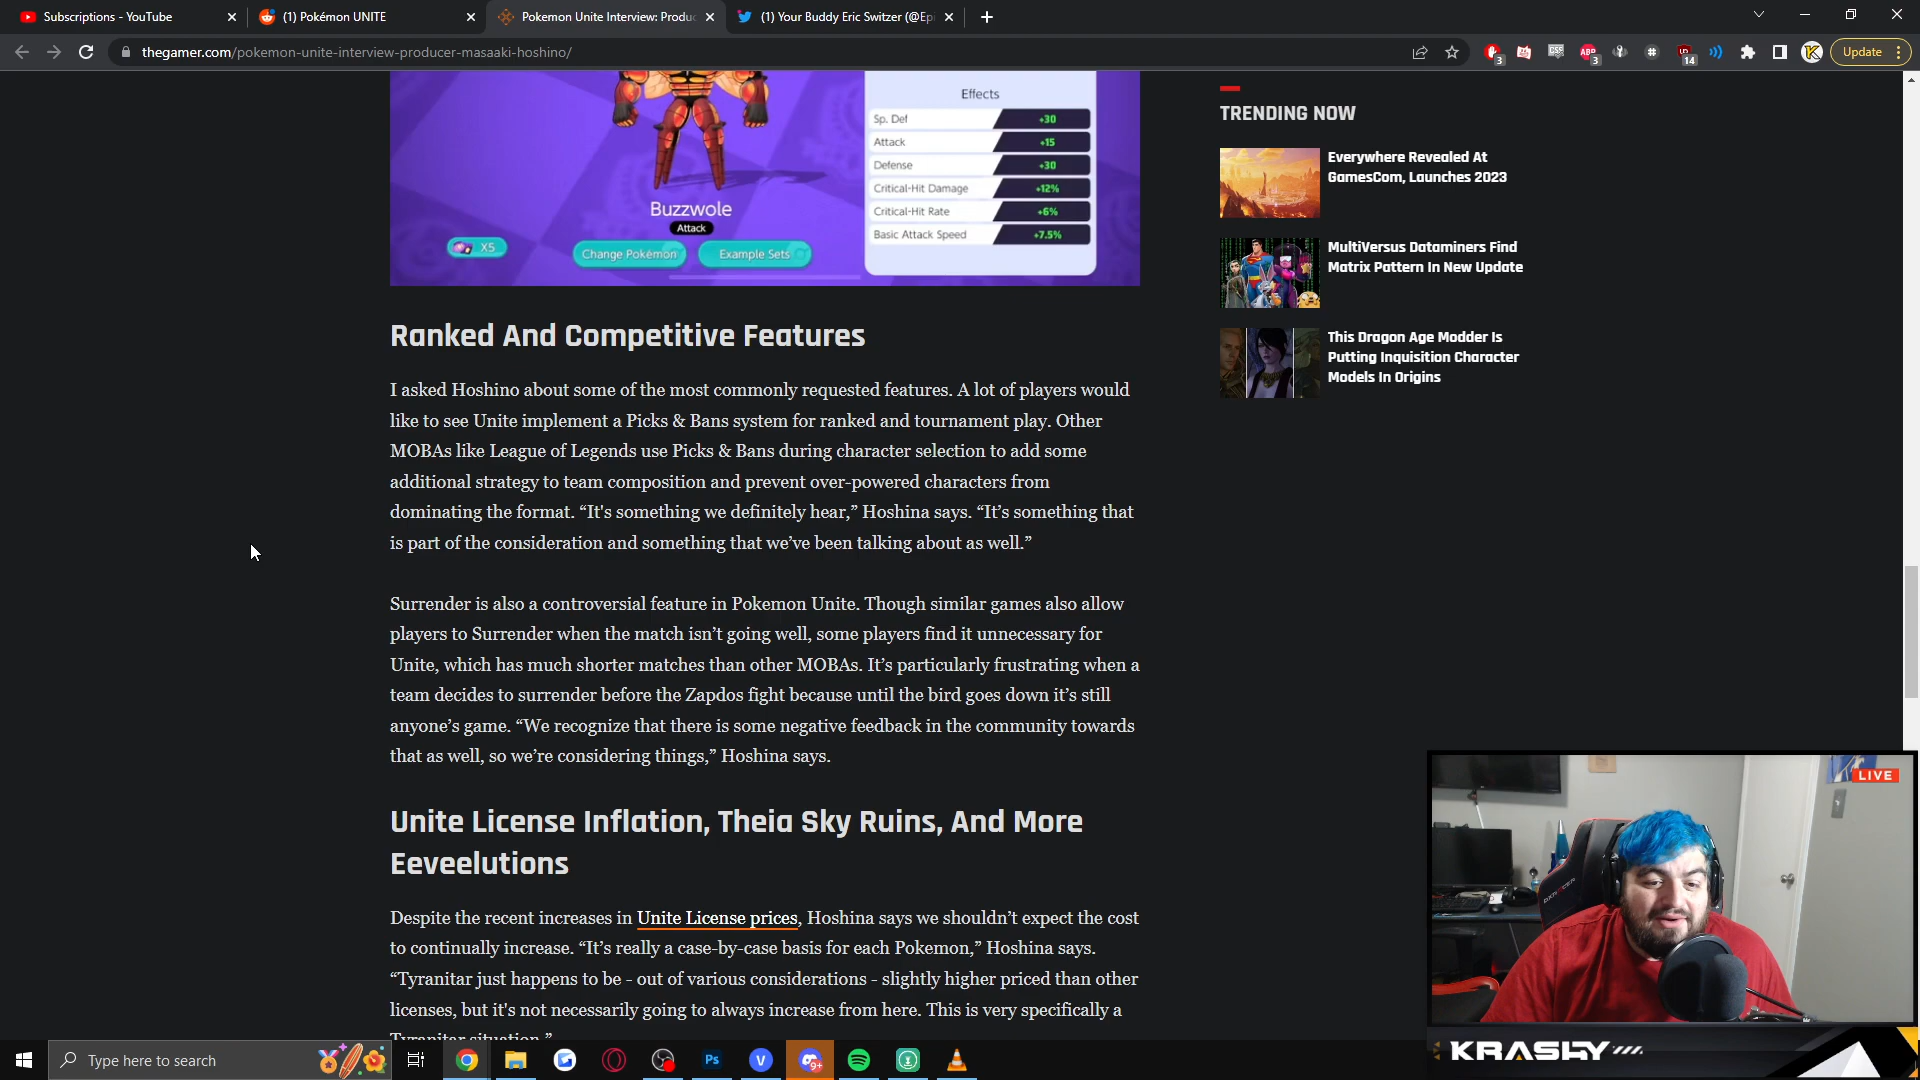 Subscriptions - YouTube
(1) Pokémon UNITE
Pokemon Unite Interview: Produc
(1) Your Buddy Eric Switzer (@Epi
thegamer.com/pokemon-unite-interview-producer-masaaki-hoshino/
Update
Effects
Sp. Def +30
Attack +15
Defense +30
Critical-Hit Damage +12%
Critical-Hit Rate +6%
Basic Attack Speed +7.5%
Buzzwole
Attack
X5
Change Pokémon
Example Sets
TRENDING NOW
Everywhere Revealed At
GamesCom, Launches 2023
MultiVersus Dataminers Find
Matrix Pattern In New Update
This Dragon Age Modder Is
Putting Inquisition Character
Models In Origins
Ranked And Competitive Features
I asked Hoshino about some of the most commonly requested features. A lot of players would
like to see Unite implement a Picks & Bans system for ranked and tournament play. Other
MOBAs like League of Legends use Picks & Bans during character selection to add some
additional strategy to team composition and prevent over-powered characters from
dominating the format. “It's something we definitely hear,” Hoshina says. “It’s something that
is part of the consideration and something that we’ve been talking about as well.”
Surrender is also a controversial feature in Pokemon Unite. Though similar games also allow
players to Surrender when the match isn’t going well, some players find it unnecessary for
Unite, which has much shorter matches than other MOBAs. It’s particularly frustrating when a
team decides to surrender before the Zapdos fight because until the bird goes down it’s still
anyone’s game. “We recognize that there is some negative feedback in the community towards
that as well, so we’re considering things,” Hoshina says.
Unite License Inflation, Theia Sky Ruins, And More
Eeveelutions
Despite the recent increases in Unite License prices, Hoshina says we shouldn’t expect the cost
to continually increase. “It’s really a case-by-case basis for each Pokemon,” Hoshina says.
“Tyranitar just happens to be - out of various considerations - slightly higher priced than other
licenses, but it's not necessarily going to always increase from here. This is very specifically a
Tyranitar situation.”
LIVE
KRASHY
Type here to search